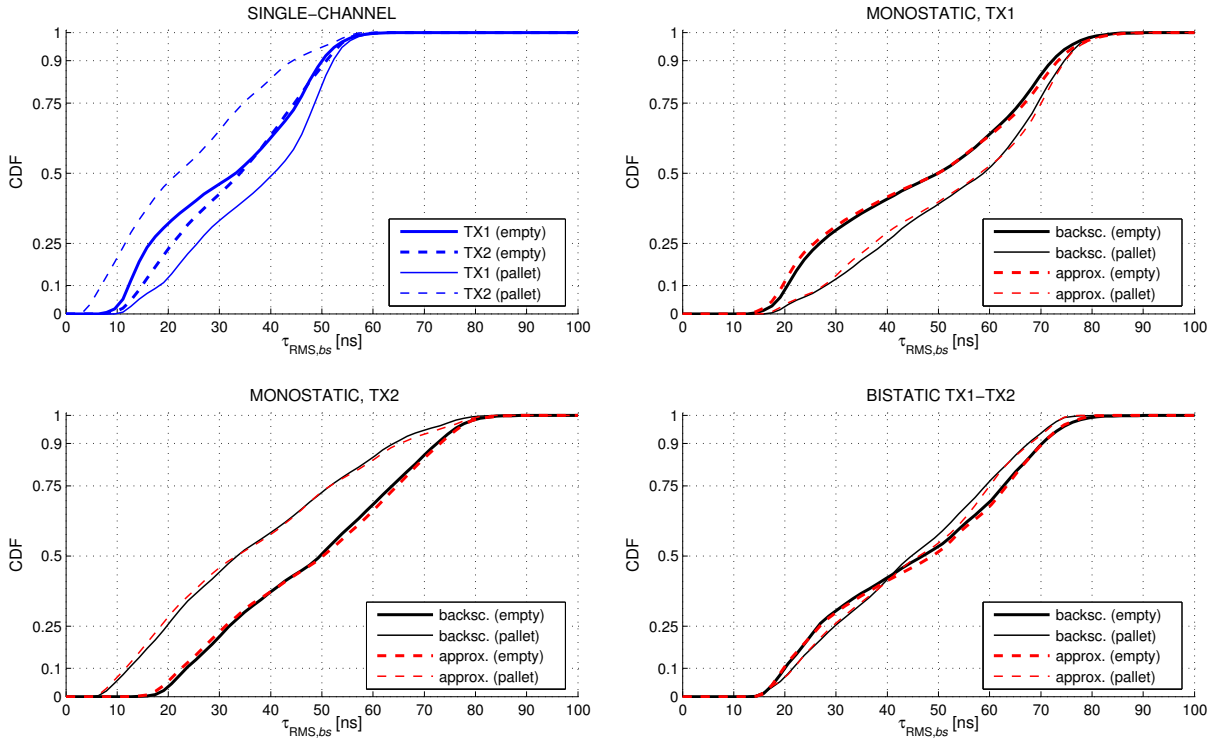 SINGLE−CHANNEL
1
0.9
0.75
0.5
0.25
0.1
0
CDF
0 10 20 30 40 50 60 70 80 90 100
τRMS,bs [ns]
TX1 (empty)
TX2 (empty)
TX1 (pallet)
TX2 (pallet)
MONOSTATIC, TX1
1
0.9
0.75
0.5
0.25
0.1
0
CDF
0 10 20 30 40 50 60 70 80 90 100
τRMS,bs [ns]
backsc. (empty)
backsc. (pallet)
approx. (empty)
approx. (pallet)
MONOSTATIC, TX2
1
0.9
0.75
0.5
0.25
0.1
0
CDF
0 10 20 30 40 50 60 70 80 90 100
τRMS,bs [ns]
backsc. (empty)
backsc. (pallet)
approx. (empty)
approx. (pallet)
BISTATIC TX1−TX2
1
0.9
0.75
0.5
0.25
0.1
0
CDF
0 10 20 30 40 50 60 70 80 90 100
τRMS,bs [ns]
backsc. (empty)
backsc. (pallet)
approx. (empty)
approx. (pallet)